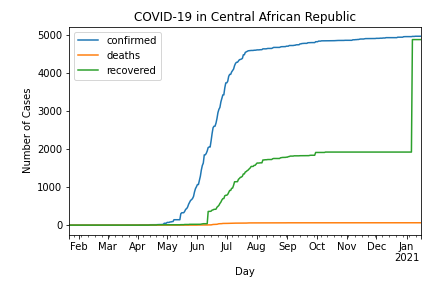 COVID-19 in Central African Republic
confirmed
deaths
recovered
5000
4000
3000
2000
1000
0
Number of Cases
Feb Mar Apr May Jun Jul Aug Sep Oct Nov Dec Jan
2021
Day